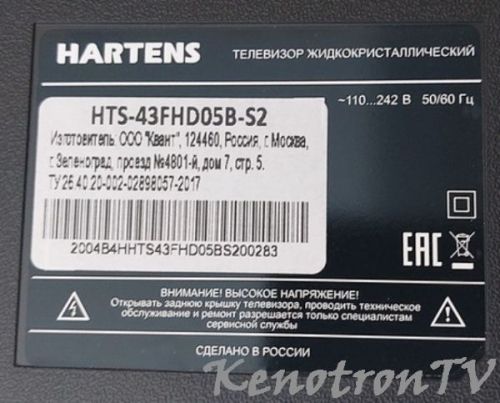 HARTENS
ТЕЛЕВИЗОР ЖИДКОКРИСТАЛЛИЧЕСКИЙ
HTS-43FHD05B-S2
~110...242 В 50/60 Гц
Изготовитель: ООО "Квант", 124460, Россия, г. Москва,
г. Зеленоград, проезд №4801-й, дом 7, стр. 5.
ТУ 26.40.20-002-02898057-2017
2004B4HHTS43FHD05BS200283
EAC
ВНИМАНИЕ! ВЫСОКОЕ НАПРЯЖЕНИЕ!
Открывать заднюю крышку телевизора, проводить техническое
обслуживание и ремонт разрешается только специалистам
сервисной службы
СДЕЛАНО В РОССИИ
KenotronTV